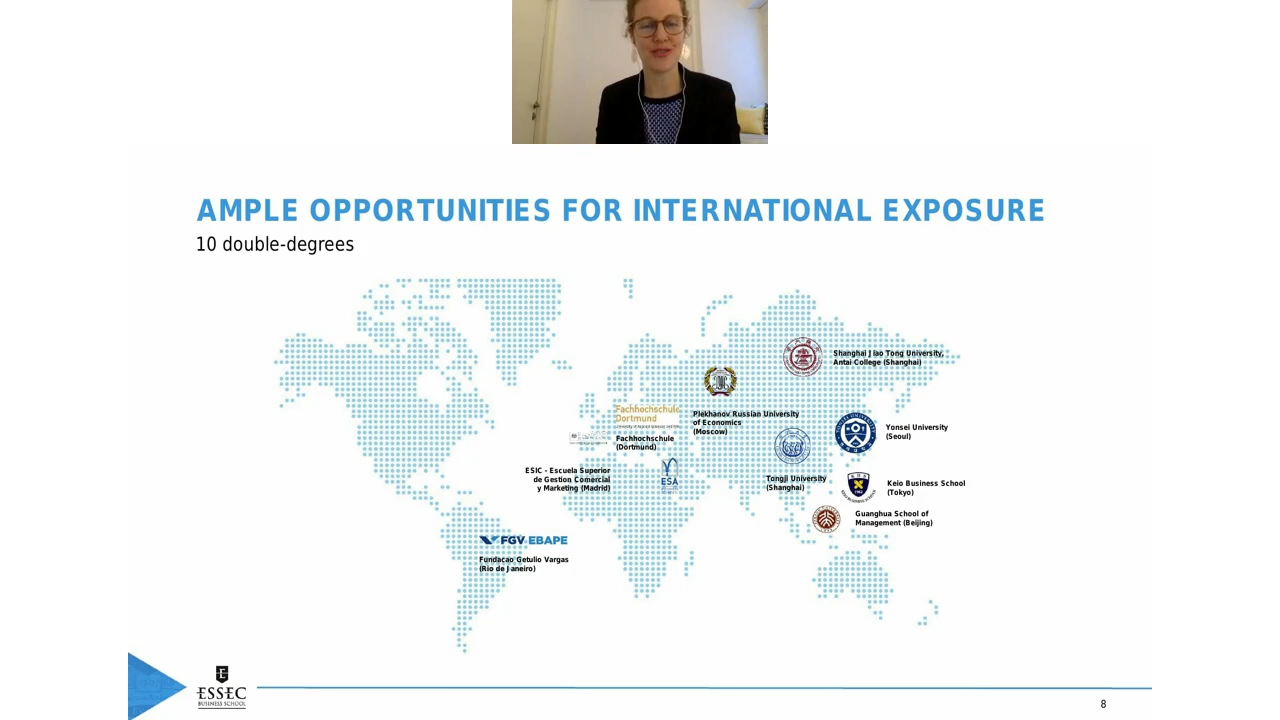 AMPLE OPPORTUNITIES FOR INTERNATIONAL EXPOSURE
10 double-degrees
Shanghai Jiao Tong University,
Antai College (Shanghai)
Fachhochschule
Dortmund
Plekhanov Russian University
of Economics
(Moscow)
Fachhochschule
(Dortmund)
Yonsei University
(Seoul)
ESIC - Escuela Superior
de Gestion Comercial
y Marketing (Madrid)
ESA
Tongji University
(Shanghai)
Keio Business School
(Tokyo)
Guanghua School of
Management (Beijing)
FGV EBAPE
Fundacao Getulio Vargas
(Rio de Janeiro)
ESSEC
BUSINESS SCHOOL
8